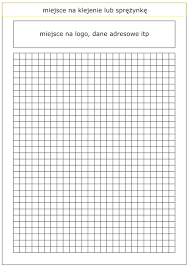 miejsce na klejenie lub sprężynkę
miejsce na logo, dane adresowe itp